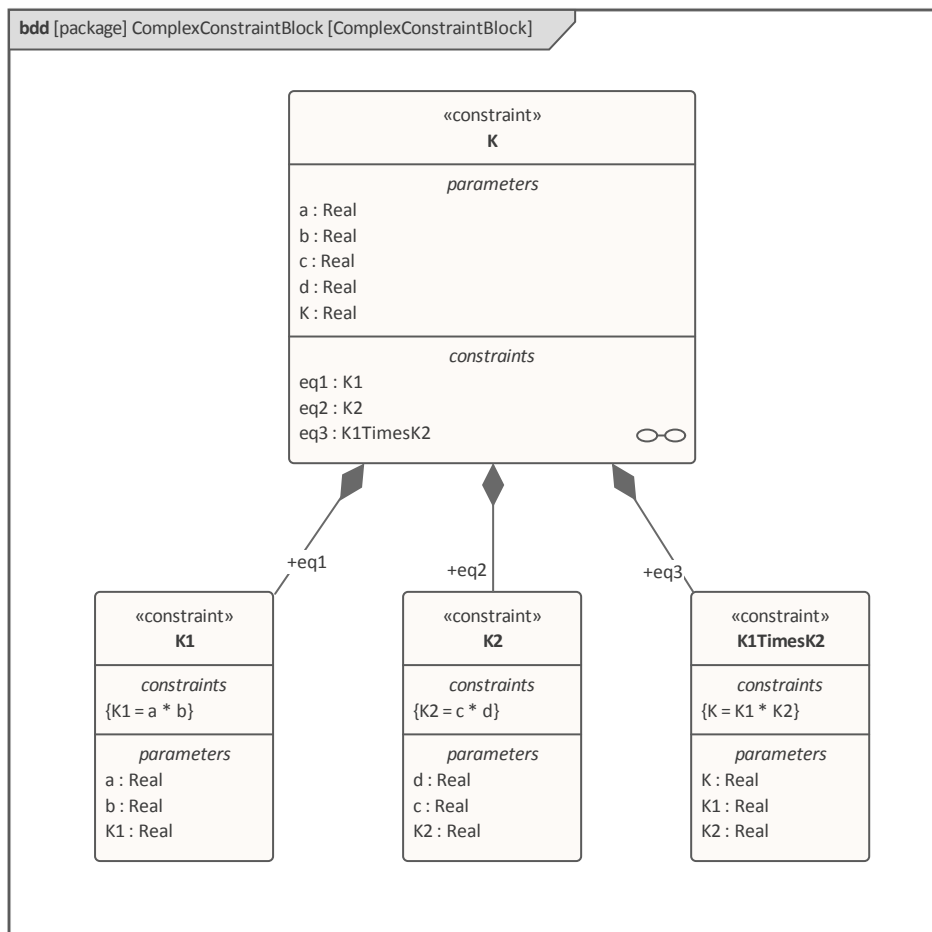 bdd [package] ComplexConstraintBlock [ComplexConstraintBlock]
«constraint»
K
parameters
a : Real
b : Real
c : Real
d : Real
K : Real
constraints
eq1 : K1
eq2 : K2
eq3 : K1TimesK2
+eq1
+eq2
+eq3
«constraint»
K1
constraints
{K1 = a * b}
parameters
a : Real
b : Real
K1 : Real
«constraint»
K2
constraints
{K2 = c * d}
parameters
d : Real
c : Real
K2 : Real
«constraint»
K1TimesK2
constraints
{K = K1 * K2}
parameters
K : Real
K1 : Real
K2 : Real